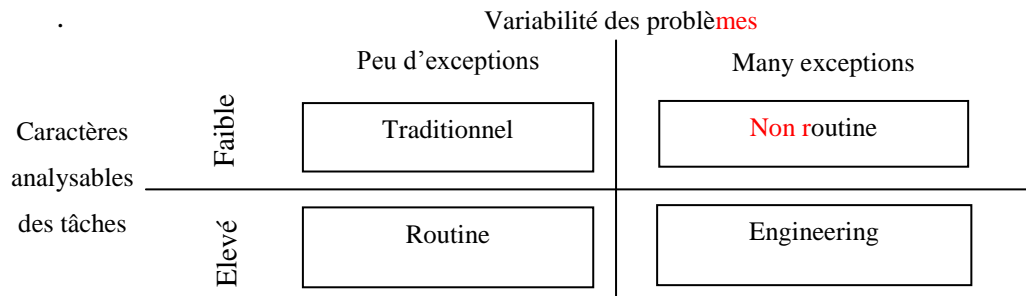 .
Variabilité des problèmes
Peu d’exceptions
Many exceptions
Caractères
analysables
des tâches
Faible
Traditionnel
Non routine
Elevé
Routine
Engineering